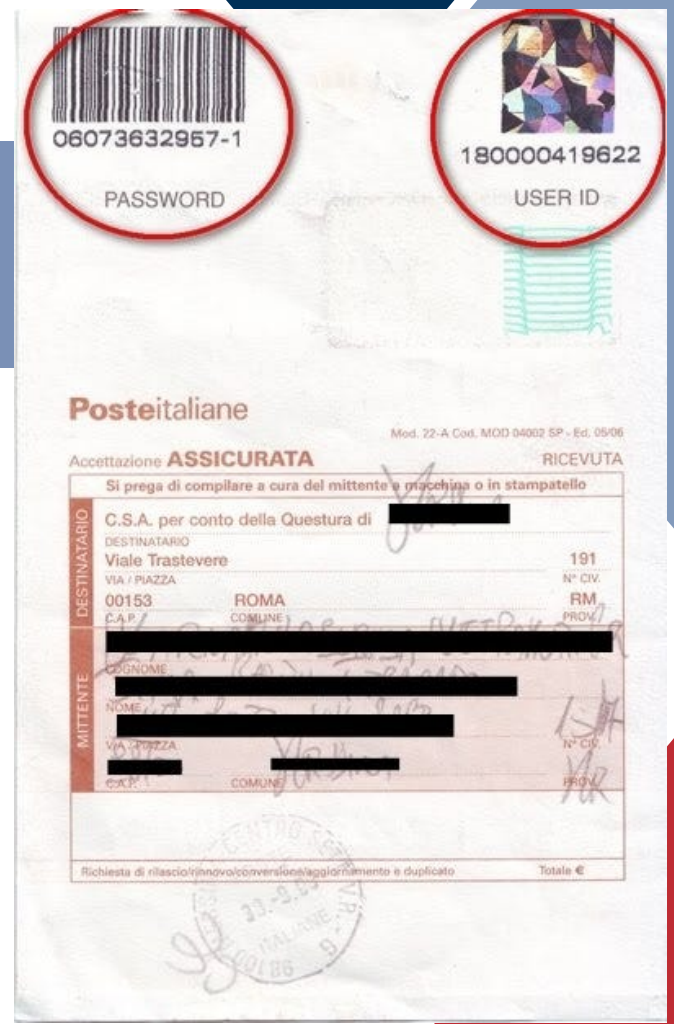 06073632957-1
180000419622
PASSWORD
USER ID
Posteitaliane
Mod. 22-A Cod. MOD 04002 SP - Ed. 05/06
Accettazione ASSICURATA
RICEVUTA
Si prega di compilare a cura del mittente a macchina o in stampatello
DESTINATARIO
C.S.A. per conto della Questura di
DESTINATARIO
Viale Trastevere 191
VIA / PIAZZA N° CIV.
00153 ROMA RM
C.A.P. COMUNE PROV.
MITTENTE
COGNOME
NOME
VIA / PIAZZA N° CIV.
C.A.P. COMUNE PROV.
VR
Richiesta di rilascio/rinnovo/conversione/aggiornamento e duplicato Totale €
CENTRO